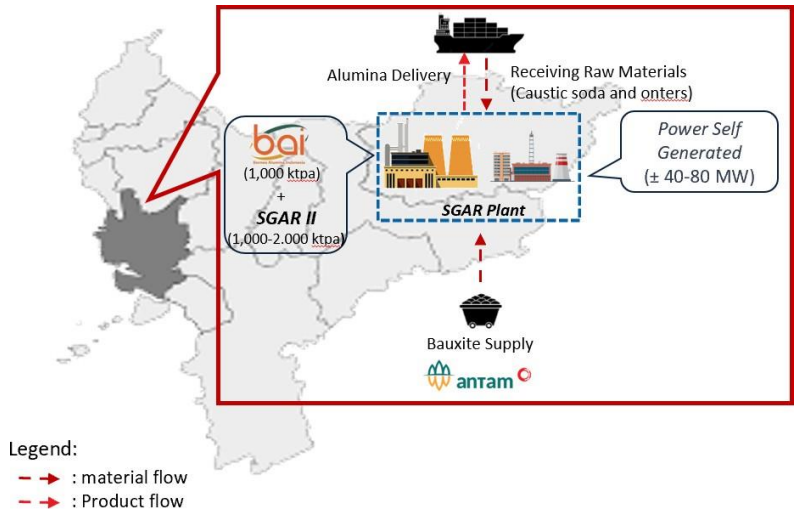 Alumina Delivery
Receiving Raw Materials
(Caustic soda and onters)
bai
(1,000 ktpa)
+
SGAR II
(1,000-2.000 ktpa)
Power Self
Generated
(± 40-80 MW)
SGAR Plant
Bauxite Supply
antam
Legend:
: material flow
: Product flow